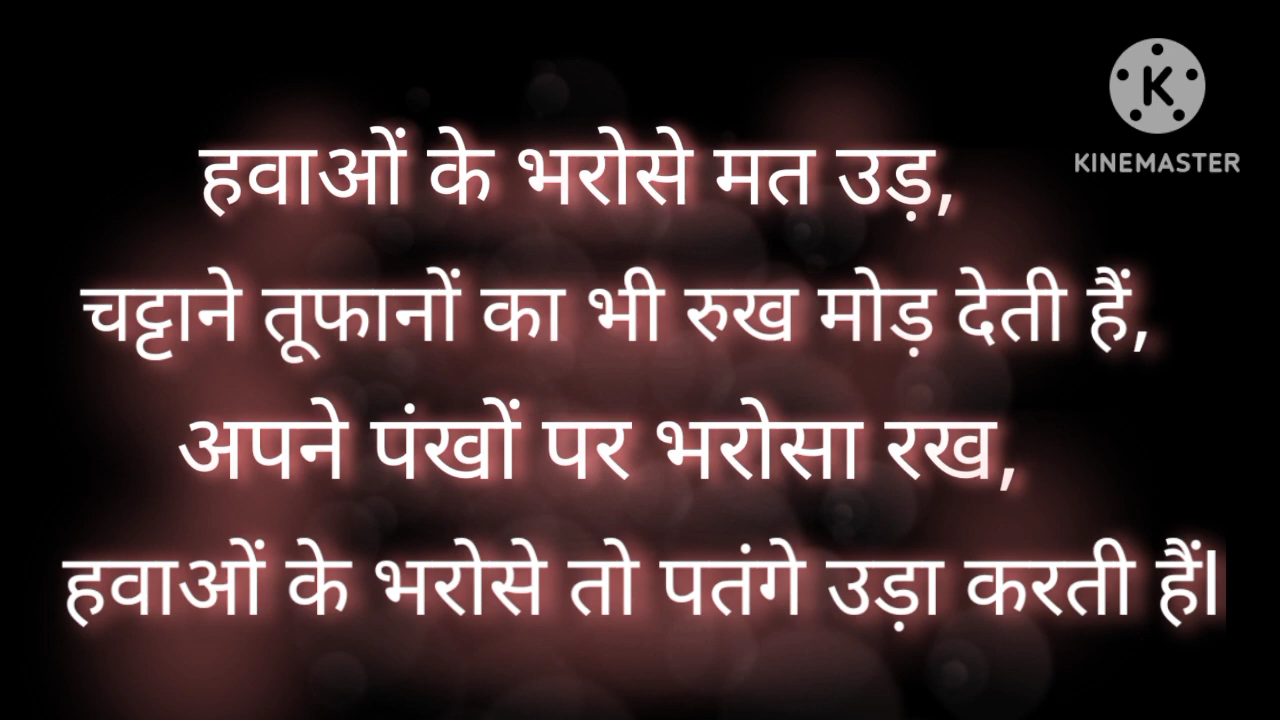 KINEMASTER
हवाओं के भरोसे मत उड़,
चट्टाने तूफानों का भी रुख मोड़ देती हैं,
अपने पंखों पर भरोसा रख,
हवाओं के भरोसे तो पतंगे उड़ा करती हैं|